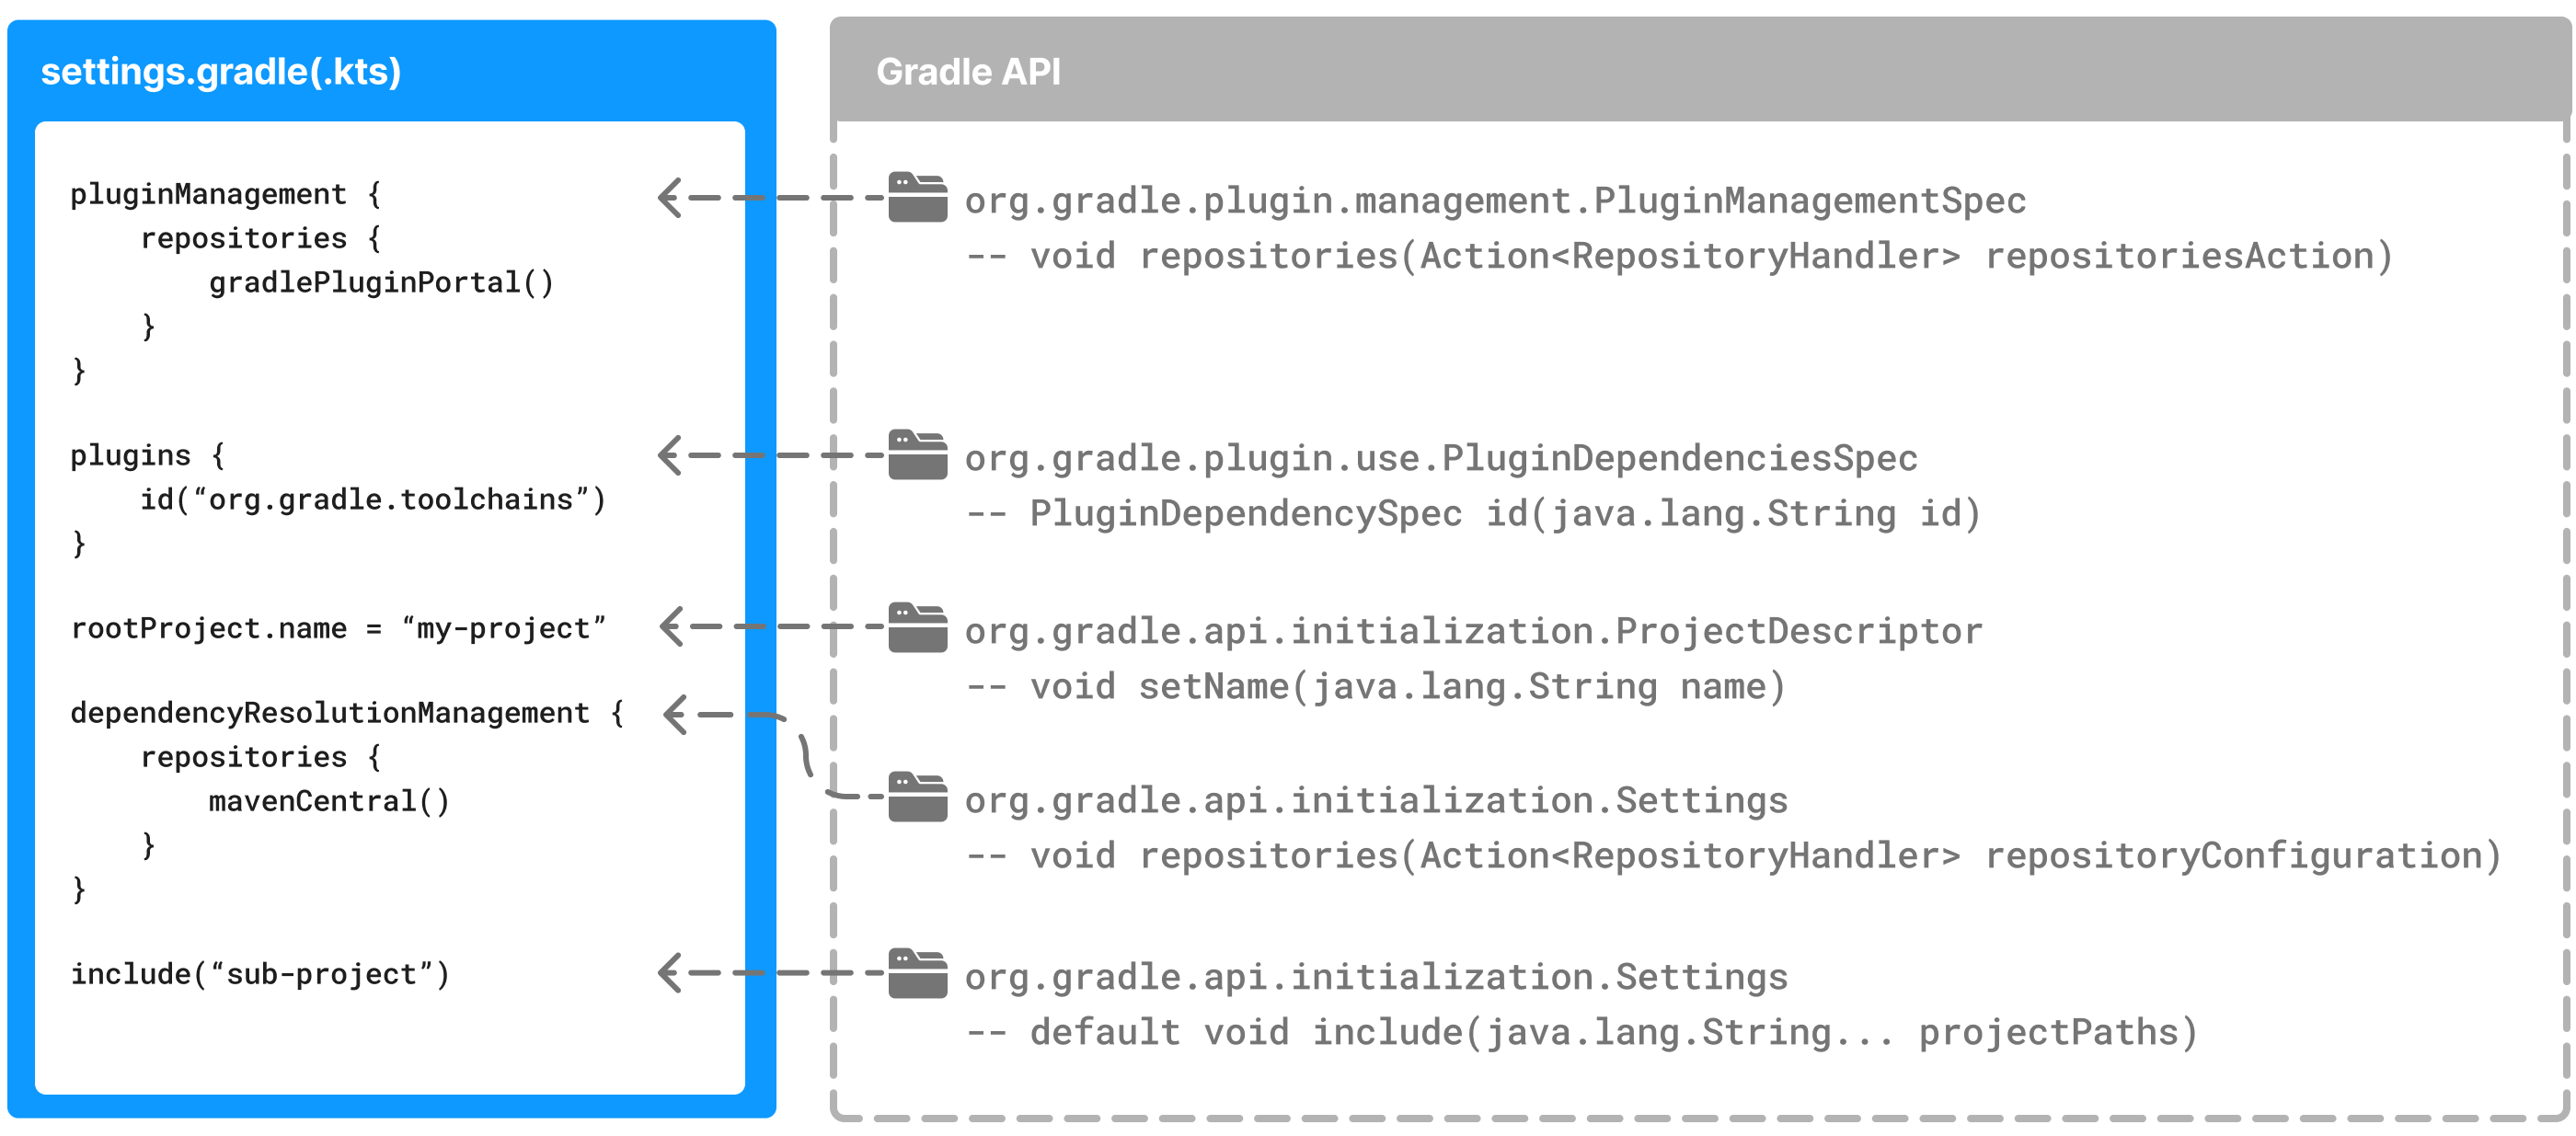 settings.gradle(.kts)
pluginManagement {
    repositories {
        gradlePluginPortal()
    }
}
plugins {
    id(“org.gradle.toolchains”)
}
rootProject.name = “my-project”
dependencyResolutionManagement {
    repositories {
        mavenCentral()
    }
}
include(“sub-project”)
Gradle API
org.gradle.plugin.management.PluginManagementSpec
-- void repositories(Action<RepositoryHandler> repositoriesAction)
org.gradle.plugin.use.PluginDependenciesSpec
-- PluginDependencySpec id(java.lang.String id)
org.gradle.api.initialization.ProjectDescriptor
-- void setName(java.lang.String name)
org.gradle.api.initialization.Settings
-- void repositories(Action<RepositoryHandler> repositoryConfiguration)
org.gradle.api.initialization.Settings
-- default void include(java.lang.String... projectPaths)